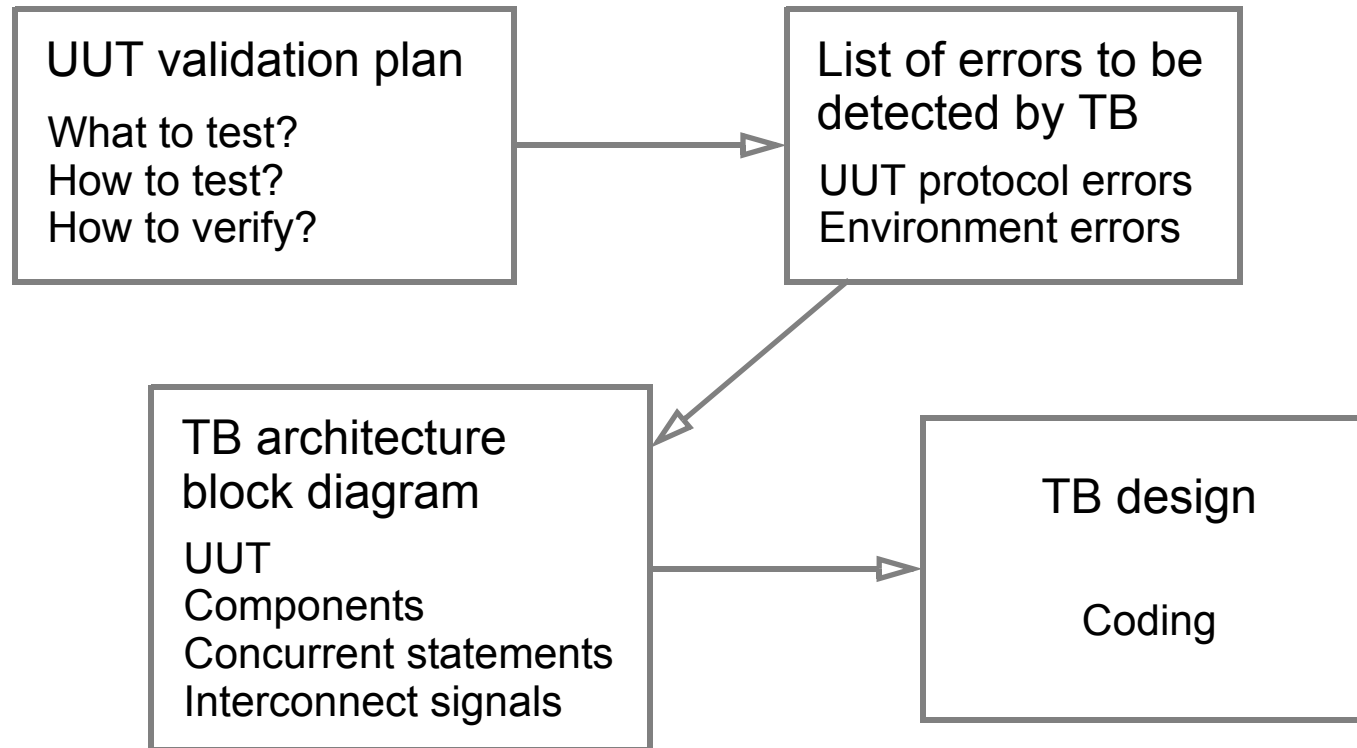 UUT validation plan
What to test?
How to test?
How to verify?
List of errors to be
detected by TB
UUT protocol errors
Environment errors
TB architecture
block diagram
UUT
Components
Concurrent statements
Interconnect signals
TB design
Coding